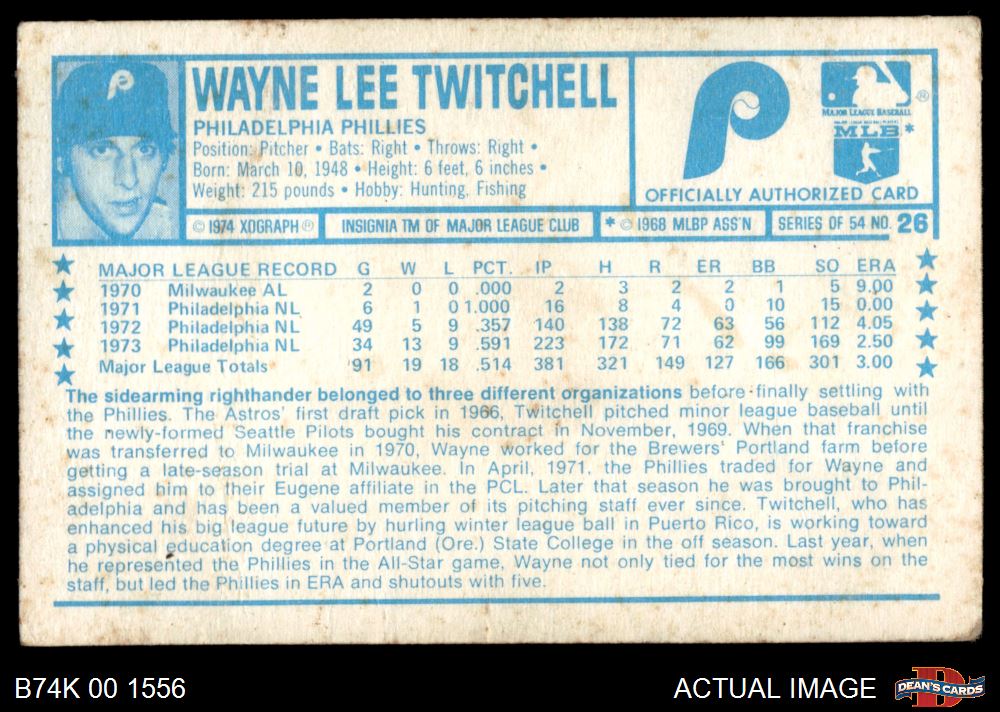 WAYNE LEE TWITCHELL
PHILADELPHIA PHILLIES
Position: Pitcher • Bats: Right • Throws: Right •
Born: March 10, 1948 • Height: 6 feet, 6 inches •
Weight: 215 pounds • Hobby: Hunting, Fishing
P
P
MAJOR LEAGUE BASEBALL ®
MLB*
OFFICIALLY AUTHORIZED CARD
© 1974 XOGRAPH ® INSIGNIA TM OF MAJOR LEAGUE CLUB * © 1968 MLBP ASS'N SERIES OF 54 NO. 26
MAJOR LEAGUE RECORD G W L PCT. IP H R ER BB SO ERA
1970 Milwaukee AL 2 0 0 .000 2 3 2 2 1 5 9.00
1971 Philadelphia NL 6 1 0 1.000 16 8 4 0 10 15 0.00
1972 Philadelphia NL 49 5 9 .357 140 138 72 63 56 112 4.05
1973 Philadelphia NL 34 13 9 .591 223 172 71 62 99 169 2.50
Major League Totals 91 19 18 .514 381 321 149 127 166 301 3.00
The sidearming righthander belonged to three different organizations before finally settling with
the Phillies. The Astros' first draft pick in 1966, Twitchell pitched minor league baseball until
the newly-formed Seattle Pilots bought his contract in November, 1969. When that franchise
was transferred to Milwaukee in 1970, Wayne worked for the Brewers' Portland farm before
getting a late-season trial at Milwaukee. In April, 1971, the Phillies traded for Wayne and
assigned him to their Eugene affiliate in the PCL. Later that season he was brought to Phil-
adelphia and has been a valued member of its pitching staff ever since. Twitchell, who has
enhanced his big league future by hurling winter league ball in Puerto Rico, is working toward
a physical education degree at Portland (Ore.) State College in the off season. Last year, when
he represented the Phillies in the All-Star game, Wayne not only tied for the most wins on the
staff, but led the Phillies in ERA and shutouts with five.
B74K 00 1556
ACTUAL IMAGE
D
DEAN'S CARDS